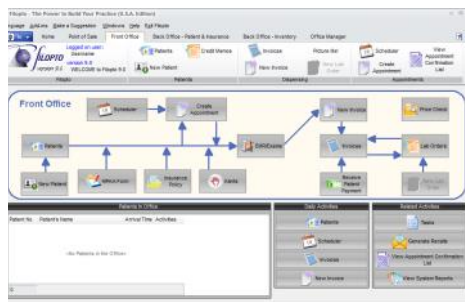 Filopto - The Power to Build Your Practice (U.S.A. Edition)
Make a Suggestion Windows Help Exit Filopto
Home Point of Sale Front Office Back Office - Patient & Insurance Back Office - Inventory Office Manager
Logged on user:
Username
version 9.0
WELCOME to Filopto 9.0
FILOPTO
Patients Credit Memos
New Patient
Invoices Picture Bar
New Invoice
Scheduler
Create Appointment
View Appointment Confirmation List
Filopto Patients Dispensing Appointments
Front Office
Scheduler Create Appointment New Invoice Price Check
Patients Invoices Lab Orders
New Patient Insurance Policy Alerts Receive Patient Payment
Patients In Office
Patient No. Patient's Name Arrival Time Activities
<No Patients in the Office>
0
Daily Activities
Patients
Scheduler
Invoices
New Invoice
Related Activities
Tasks
Generate Recalls
View Appointment Confirmation List
View System Reports